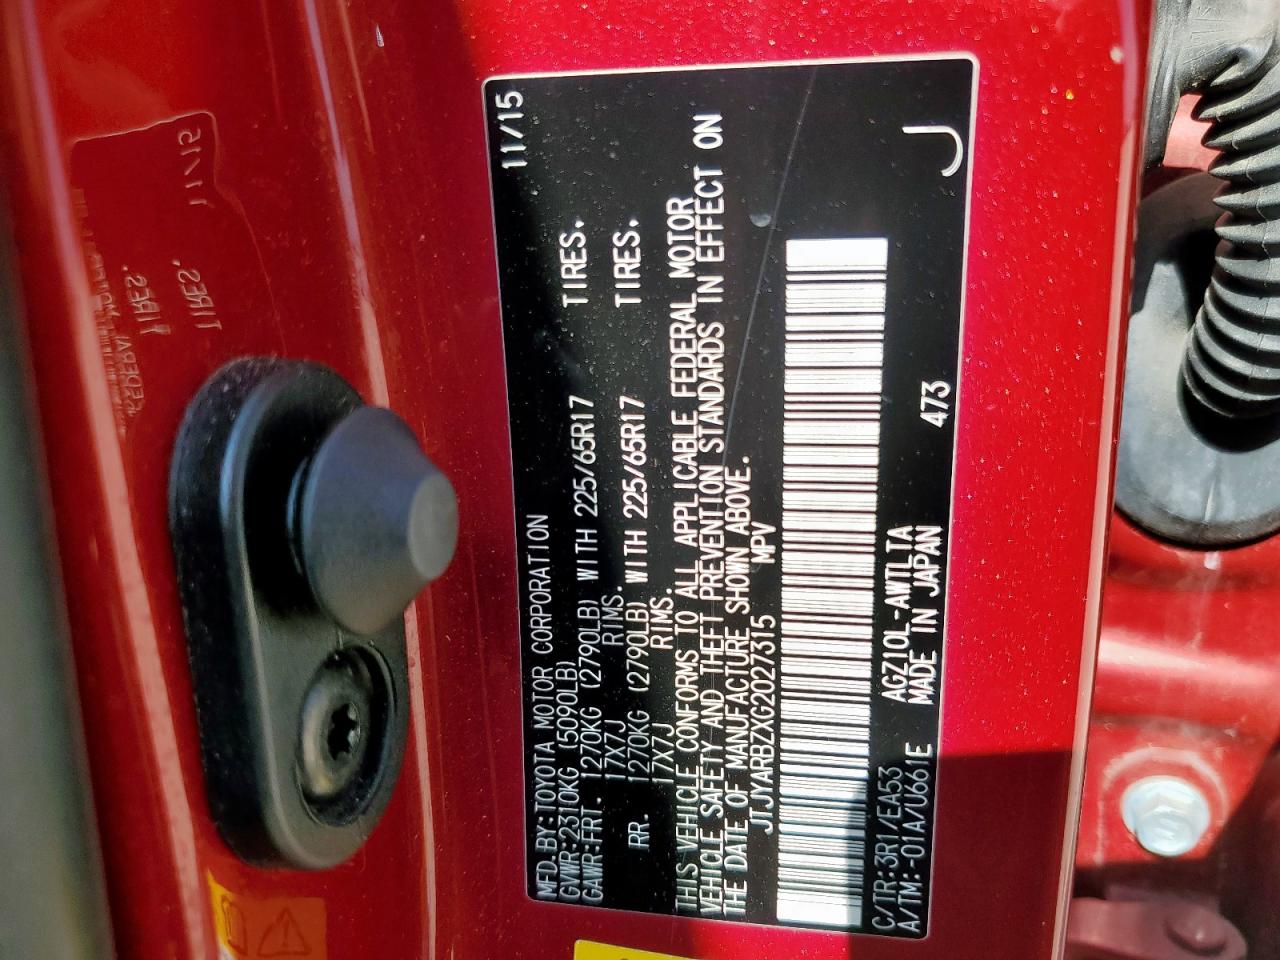 MFD.BY:TOYOTA MOTOR CORPORATION 11/15
GVWR:2310KG (5090LB)
GAWR:FRT. 1270KG (2790LB) WITH 225/65R17 TIRES.
17X7J RIMS.
RR. 1270KG (2790LB) WITH 225/65R17 TIRES.
17X7J RIMS.
THIS VEHICLE CONFORMS TO ALL APPLICABLE FEDERAL MOTOR
VEHICLE SAFETY AND THEFT PREVENTION STANDARDS IN EFFECT ON
THE DATE OF MANUFACTURE SHOWN ABOVE.
JTJYARBZXG2027315 MPV
C/TR:3R1/EA53 AGZ10L-AWTLTA 473
A/TM:-01A/U661E MADE IN JAPAN J